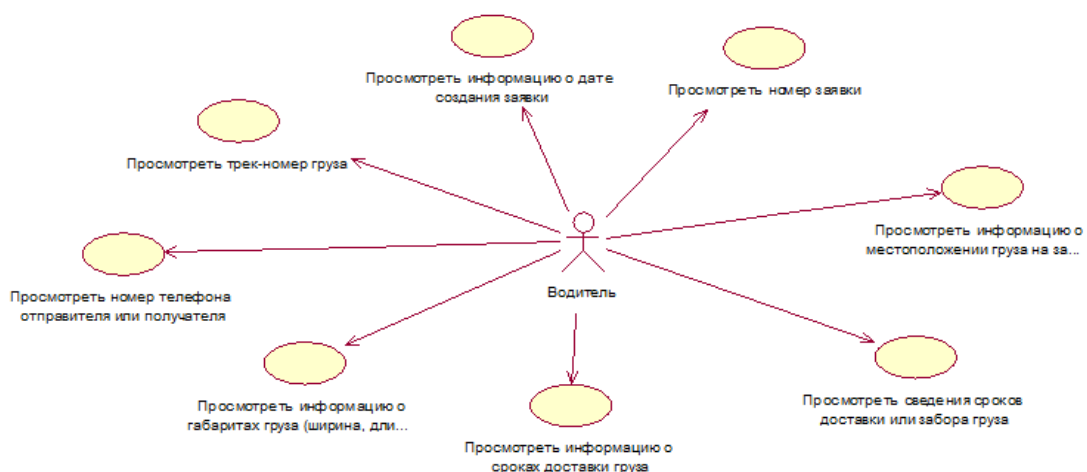 Просмотреть информацию о дате
создания заявки
Просмотреть номер заявки
Просмотреть трек-номер груза
Просмотреть информацию о
местоположении груза на за...
Просмотреть номер телефона
отправителя или получателя
Водитель
Просмотреть информацию о
габаритах груза (ширина, дли...
Просмотреть сведения сроков
доставки или забора груза
Просмотреть информацию о
сроках доставки груза